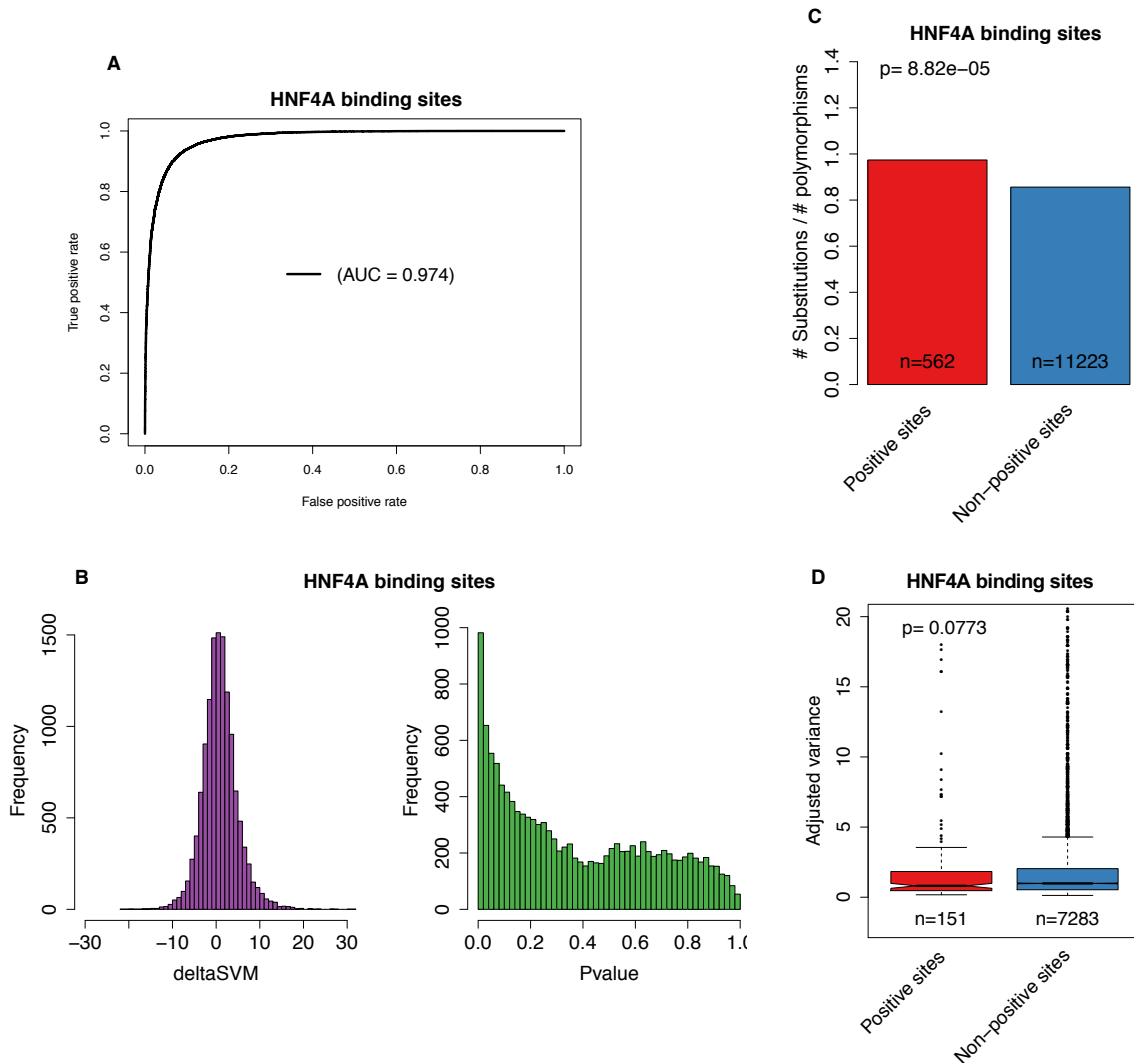 A
HNF4A binding sites
True positive rate
0.0
0.2
0.4
0.6
0.8
1.0
(AUC = 0.974)
0.0 0.2 0.4 0.6 0.8 1.0
False positive rate
C
HNF4A binding sites
# Substitutions / # polymorphisms
0.0
0.2
0.4
0.6
0.8
1.0
1.2
1.4
p= 8.82e−05
n=562
n=11223
Positive sites
Non−positive sites
B
HNF4A binding sites
Frequency
0
500
1000
1500
−30 −10 0 10 20 30
deltaSVM
Frequency
0
200
400
600
800
1000
0.0 0.2 0.4 0.6 0.8 1.0
Pvalue
D
HNF4A binding sites
Adjusted variance
0
5
10
15
20
p= 0.0773
n=151
n=7283
Positive sites
Non−positive sites